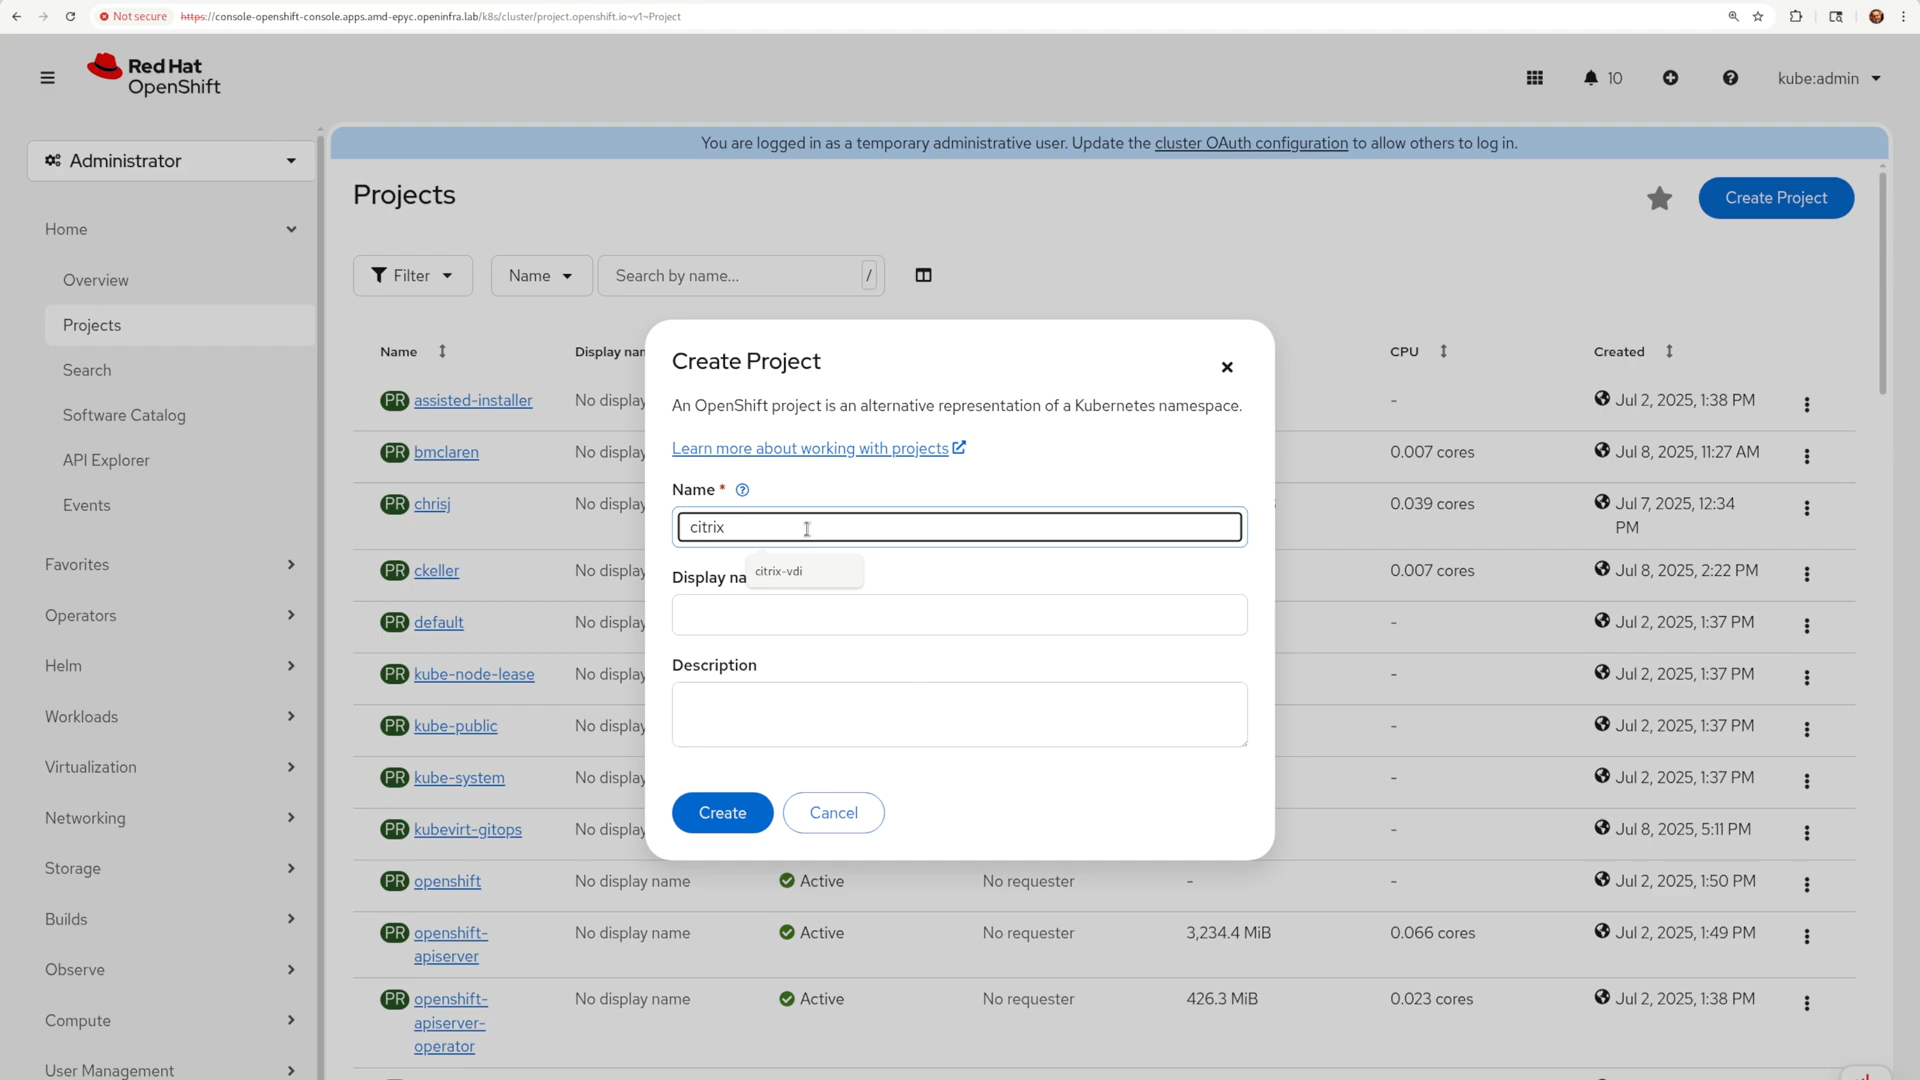 Not secure
https://console-openshift-console.apps.amd-epyc.openinfra.lab/k8s/cluster/project.openshift.io~v1~Project
Red Hat
OpenShift
10
kube:admin
Administrator
You are logged in as a temporary administrative user. Update the cluster OAuth configuration to allow others to log in.
Home
Overview
Projects
Search
Software Catalog
API Explorer
Events
Favorites
Operators
Helm
Workloads
Virtualization
Networking
Storage
Builds
Observe
Compute
User Management
Projects
Create Project
Filter
Name
Search by name...
/
Name
Display nam
CPU
Created
PR assisted-installer No display - Jul 2, 2025, 1:38 PM
PR bmclaren No display 0.007 cores Jul 8, 2025, 11:27 AM
PR chrisj No display 0.039 cores Jul 7, 2025, 12:34
PM
PR ckeller No display 0.007 cores Jul 8, 2025, 2:22 PM
PR default No display - Jul 2, 2025, 1:37 PM
PR kube-node-lease No display - Jul 2, 2025, 1:37 PM
PR kube-public No display - Jul 2, 2025, 1:37 PM
PR kube-system No display - Jul 2, 2025, 1:37 PM
PR kubevirt-gitops No display - Jul 8, 2025, 5:11 PM
PR openshift No display name Active No requester - - Jul 2, 2025, 1:50 PM
PR openshift- No display name Active No requester 3,234.4 MiB 0.066 cores Jul 2, 2025, 1:49 PM
apiserver
PR openshift- No display name Active No requester 426.3 MiB 0.023 cores Jul 2, 2025, 1:38 PM
apiserver-
operator
Create Project
An OpenShift project is an alternative representation of a Kubernetes namespace.
Learn more about working with projects
Name *
citrix
citrix-vdi
Display na
Description
Create
Cancel